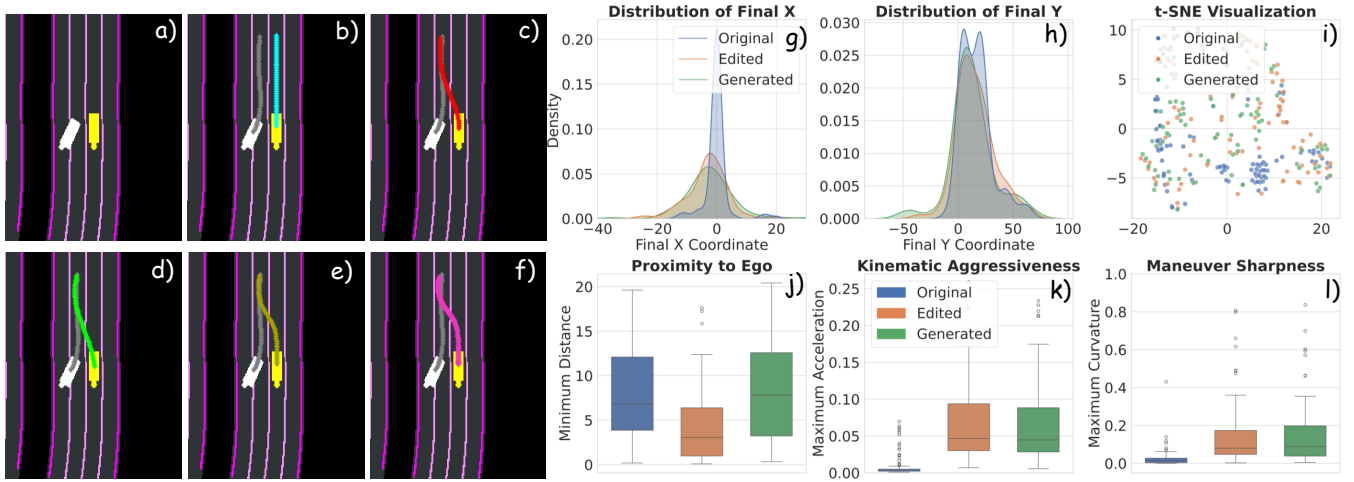 a)
b)
c)
d)
e)
f)
Distribution of Final X
g)
Original
Edited
Generated
Density
0.20
0.15
0.10
0.05
0.00
−40
−20
0
20
Final X Coordinate
Distribution of Final Y
h)
0.030
0.025
0.020
0.015
0.010
0.005
0.000
−50
0
50
100
Final Y Coordinate
t-SNE Visualization
i)
Original
Edited
Generated
10
5
0
−5
−20
−10
0
10
20
Proximity to Ego
j)
Minimum Distance
20
15
10
5
0
Kinematic Aggressiveness
k)
Original
Edited
Generated
Maximum Acceleration
0.25
0.20
0.15
0.10
0.05
0.00
Maneuver Sharpness
l)
Maximum Curvature
1.0
0.8
0.6
0.4
0.2
0.0